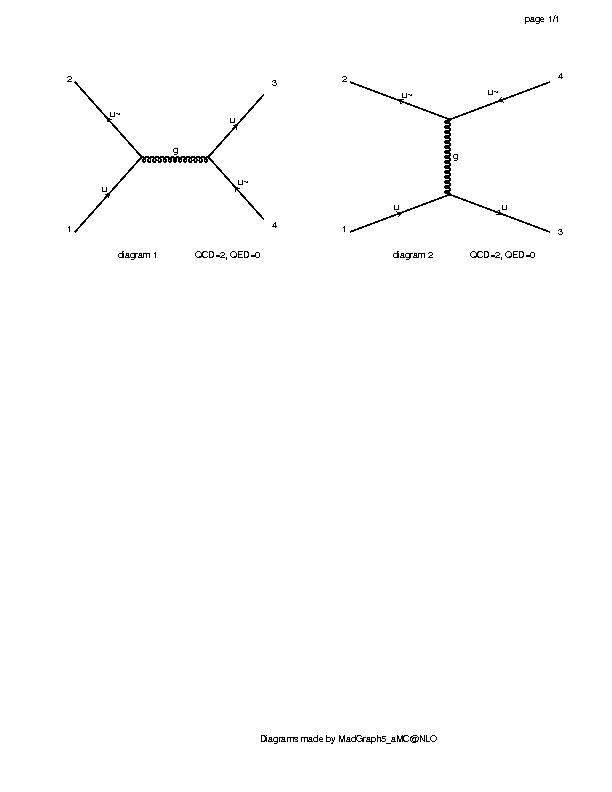 page 1/1
2
3
u~
u
g
u
u~
1
4
diagram 1 QCD=2, QED=0
2
4
u~
u~
g
u
u
1
3
diagram 2 QCD=2, QED=0
Diagrams made by MadGraph5_aMC@NLO